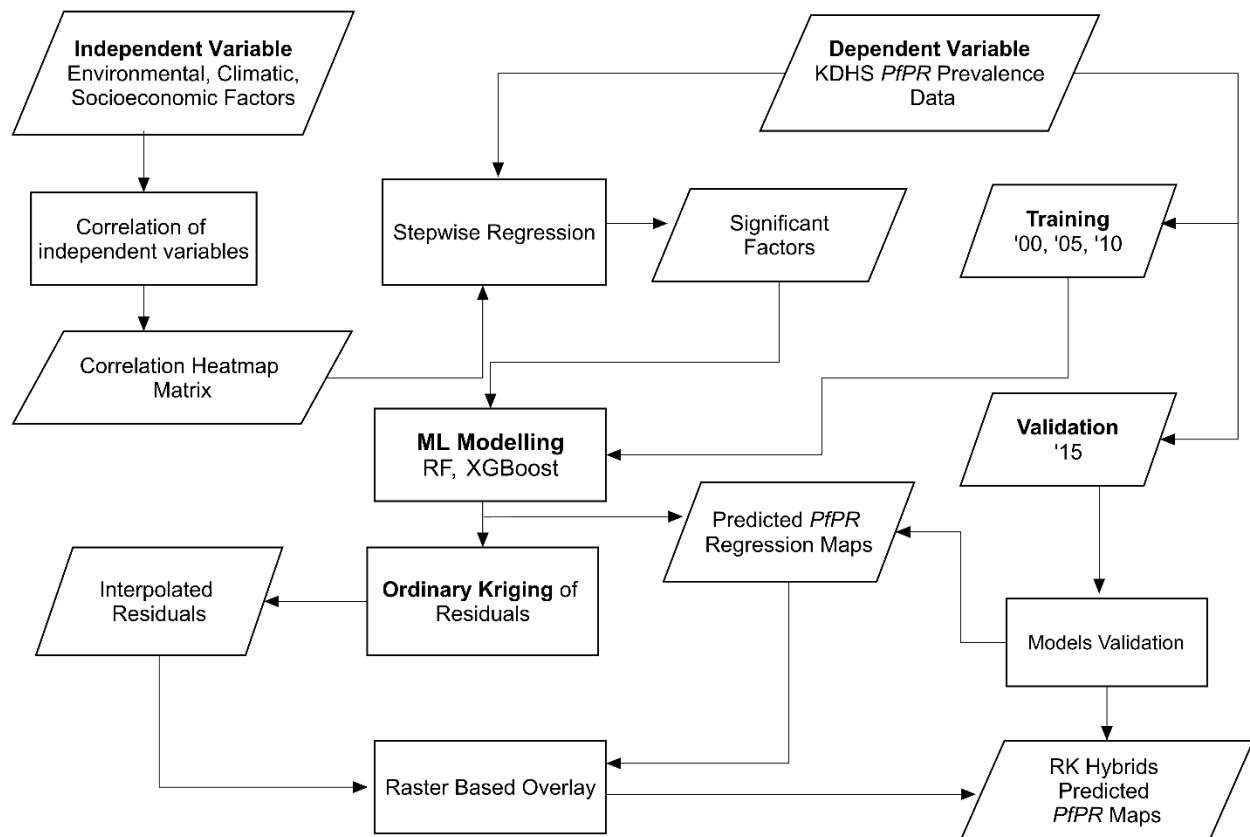 Independent Variable
Environmental, Climatic,
Socioeconomic Factors
Dependent Variable
KDHS PfPR Prevalence
Data
Correlation of
independent variables
Stepwise Regression
Significant
Factors
Training
'00, '05, '10
Correlation Heatmap
Matrix
ML Modelling
RF, XGBoost
Validation
'15
Predicted PfPR
Regression Maps
Interpolated
Residuals
Ordinary Kriging of
Residuals
Models Validation
Raster Based Overlay
RK Hybrids
Predicted
PfPR Maps